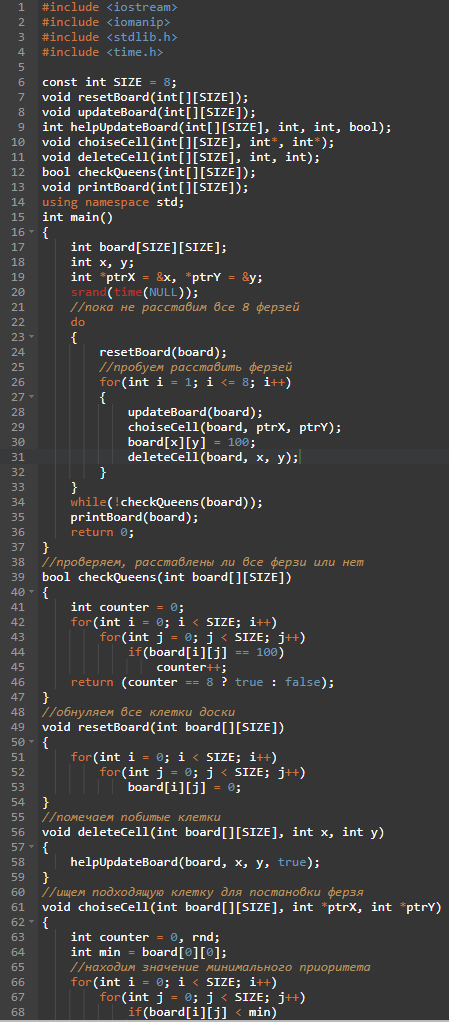 1 #include <iostream>
2 #include <iomanip>
3 #include <stdlib.h>
4 #include <time.h>
5
6 const int SIZE = 8;
7 void resetBoard(int[][SIZE]);
8 void updateBoard(int[][SIZE]);
9 int helpUpdateBoard(int[][SIZE], int, int, bool);
10 void choiseCell(int[][SIZE], int*, int*);
11 void deleteCell(int[][SIZE], int, int);
12 bool checkQueens(int[][SIZE]);
13 void printBoard(int[][SIZE]);
14 using namespace std;
15 int main()
16 {
17     int board[SIZE][SIZE];
18     int x, y;
19     int *ptrX = &x, *ptrY = &y;
20     srand(time(NULL));
21     //пока не расставим все 8 ферзей
22     do
23     {
24         resetBoard(board);
25         //пробуем расставить ферзей
26         for(int i = 1; i <= 8; i++)
27         {
28             updateBoard(board);
29             choiseCell(board, ptrX, ptrY);
30             board[x][y] = 100;
31             deleteCell(board, x, y);
32         }
33     }
34     while(!checkQueens(board));
35     printBoard(board);
36     return 0;
37 }
38 //проверяем, расставлены ли все ферзи или нет
39 bool checkQueens(int board[][SIZE])
40 {
41     int counter = 0;
42     for(int i = 0; i < SIZE; i++)
43         for(int j = 0; j < SIZE; j++)
44             if(board[i][j] == 100)
45                 counter++;
46     return (counter == 8 ? true : false);
47 }
48 //обнуляем все клетки доски
49 void resetBoard(int board[][SIZE])
50 {
51     for(int i = 0; i < SIZE; i++)
52         for(int j = 0; j < SIZE; j++)
53             board[i][j] = 0;
54 }
55 //помечаем побитые клетки
56 void deleteCell(int board[][SIZE], int x, int y)
57 {
58     helpUpdateBoard(board, x, y, true);
59 }
60 //ищем подходящую клетку для постановки ферзя
61 void choiseCell(int board[][SIZE], int *ptrX, int *ptrY)
62 {
63     int counter = 0, rnd;
64     int min = board[0][0];
65     //находим значение минимального приоритета
66     for(int i = 0; i < SIZE; i++)
67         for(int j = 0; j < SIZE; j++)
68             if(board[i][j] < min)